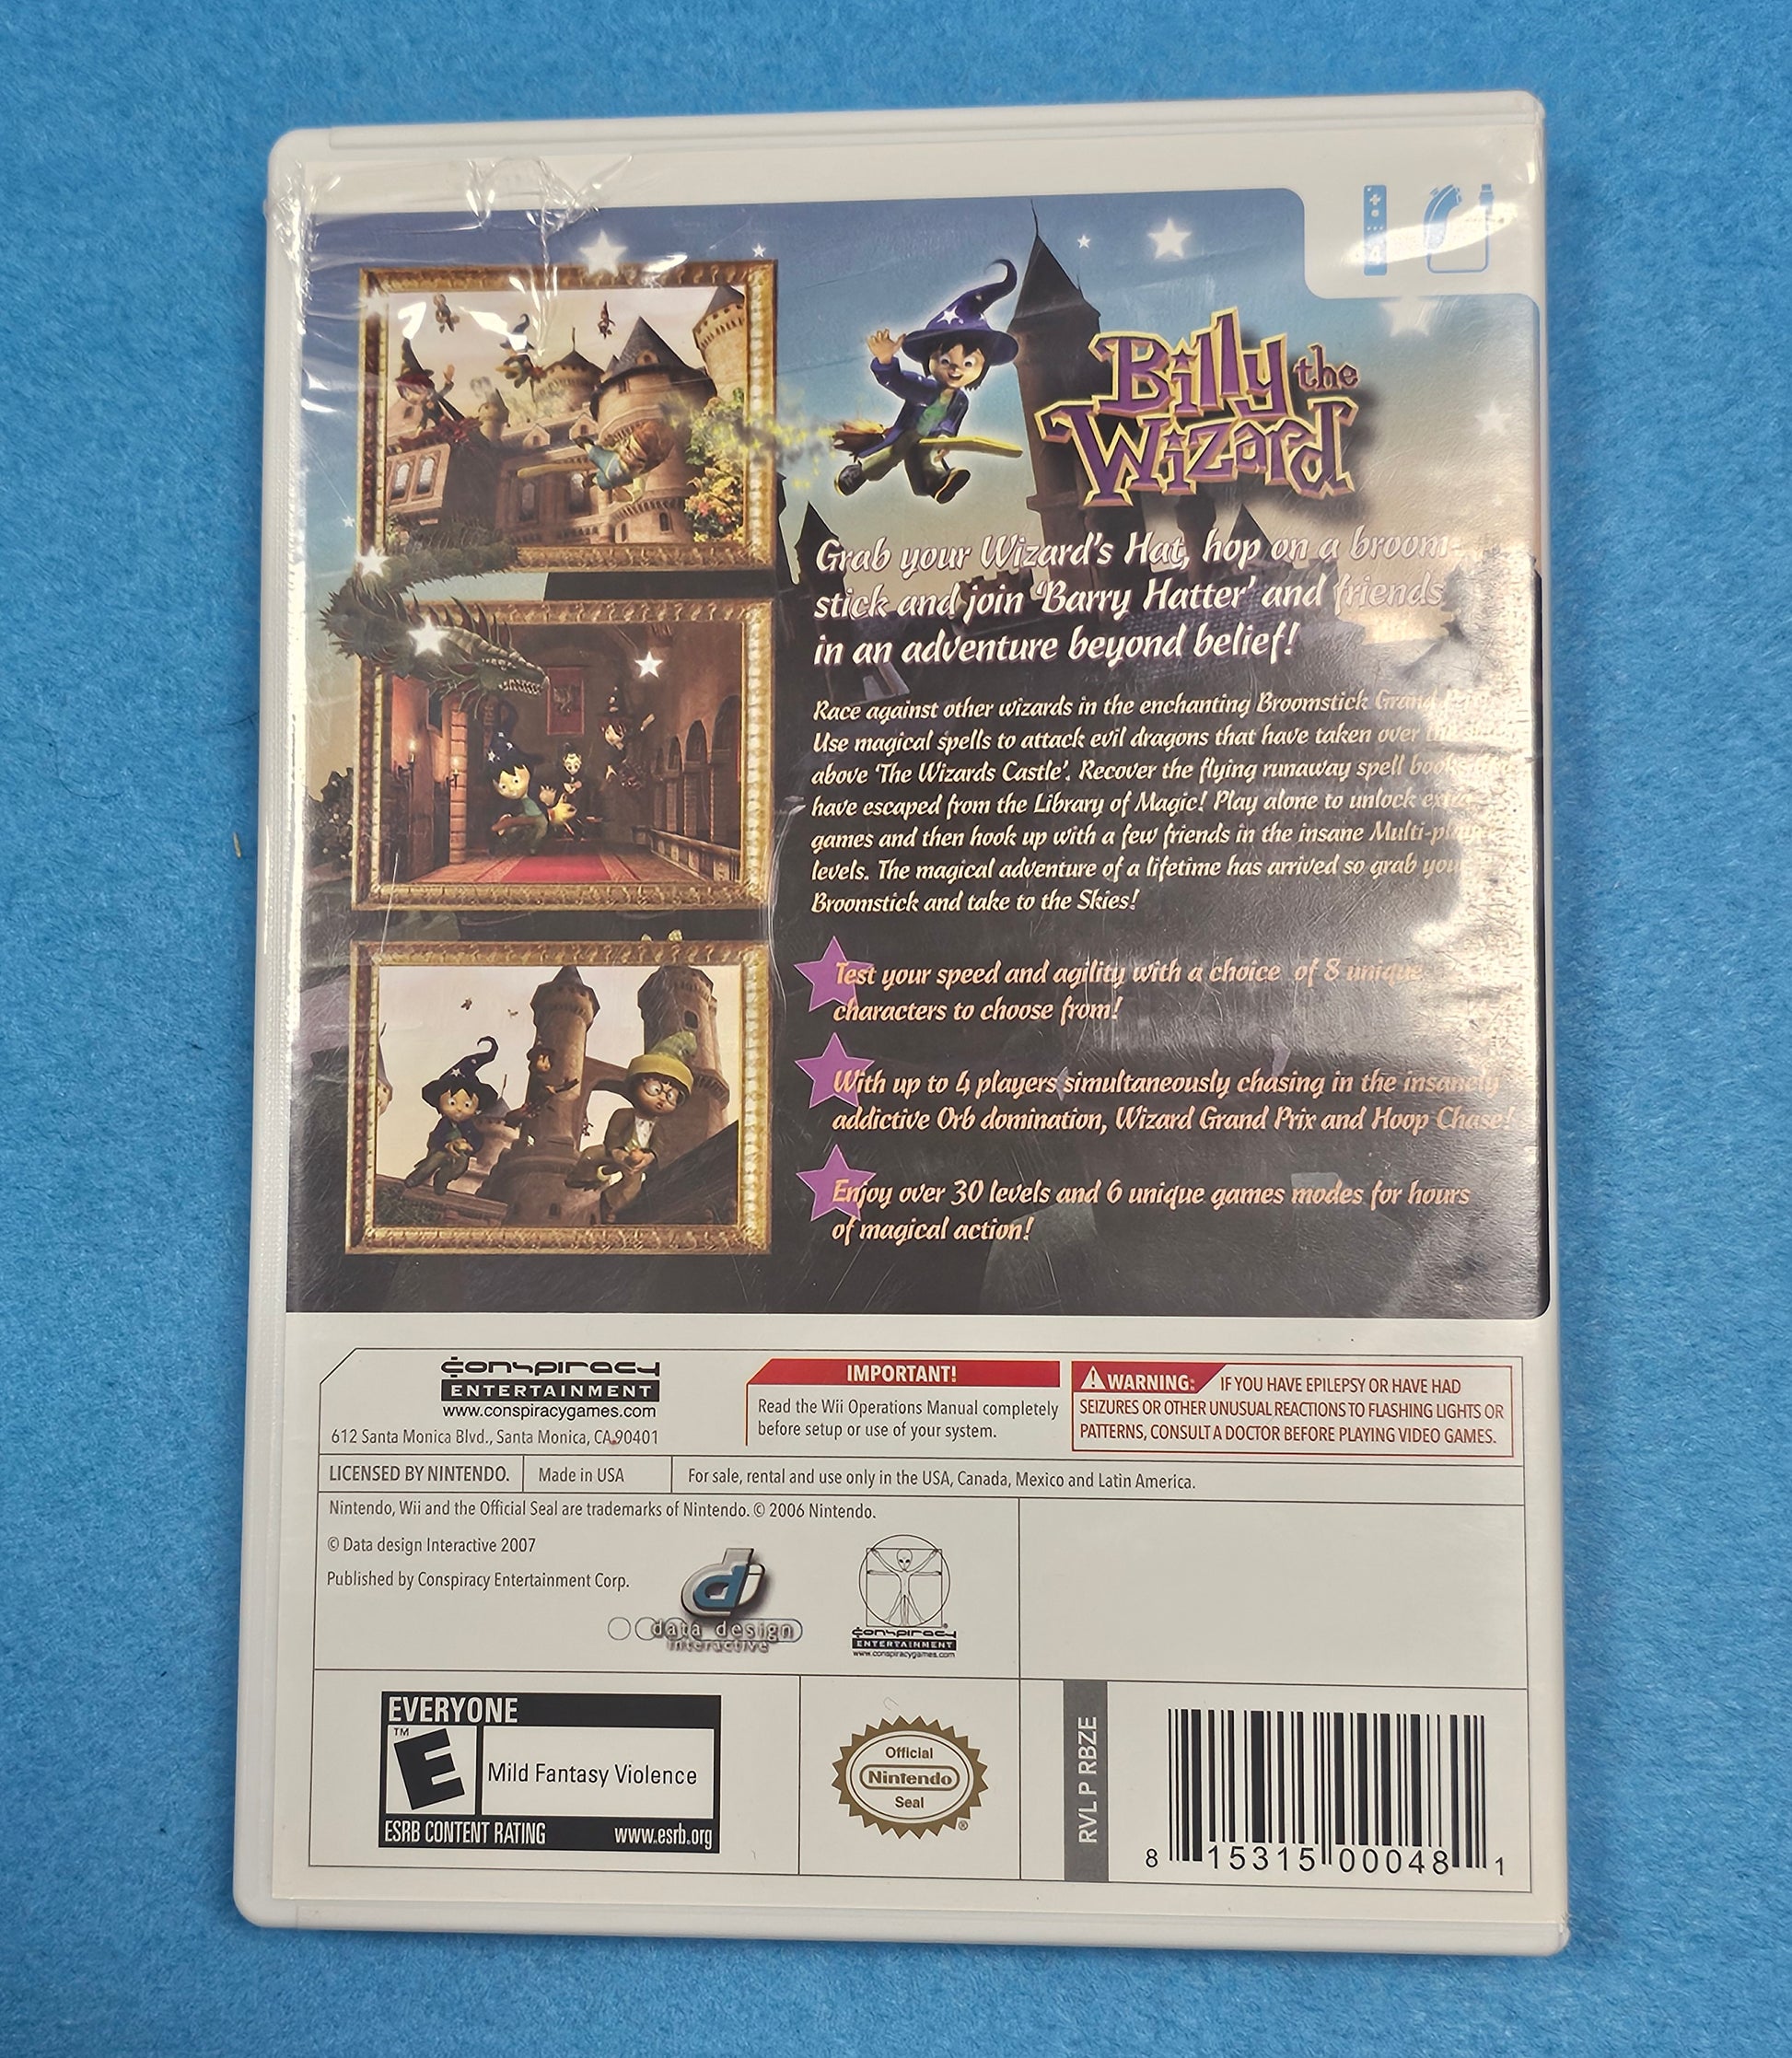 Billy the
Wizard
Grab your Wizard's Hat, hop on a broom-
stick and join 'Barry Hatter' and friends
in an adventure beyond belief!
Race against other wizards in the enchanting Broomstick Grand
Use magical spells to attack evil dragons that have taken over the
above 'The Wizards Castle'. Recover the flying runaway spell
have escaped from the Library of Magic! Play alone to unlock extra
games and then hook up with a few friends in the insane
levels. The magical adventure of a lifetime has arrived so grab your
Broomstick and take to the Skies!
Test your speed and agility with a choice of 8 unique
characters to choose from!
With up to 4 players simultaneously chasing in the insanely
addictive Orb domination, Wizard Grand Prix and Hoop Chase!
Enjoy over 30 levels and 6 unique games modes for hours
of magical action!
conspiracy
ENTERTAINMENT
www.conspiracygames.com
612 Santa Monica Blvd., Santa Monica, CA 90401
IMPORTANT!
Read the Wii Operations Manual completely
before setup or use of your system.
WARNING: IF YOU HAVE EPILEPSY OR HAVE HAD
SEIZURES OR OTHER UNUSUAL REACTIONS TO FLASHING LIGHTS OR
PATTERNS, CONSULT A DOCTOR BEFORE PLAYING VIDEO GAMES.
LICENSED BY NINTENDO. Made in USA For sale, rental and use only in the USA, Canada, Mexico and Latin America.
Nintendo, Wii and the Official Seal are trademarks of Nintendo. © 2006 Nintendo.
© Data design Interactive 2007
Published by Conspiracy Entertainment Corp.
di
data design
interactive
conspiracy
ENTERTAINMENT
www.conspiracygames.com
EVERYONE
E™
Mild Fantasy Violence
ESRB CONTENT RATING www.esrb.org
Official
Nintendo
Seal®
RVL P RBZE
8 15315 00048 1